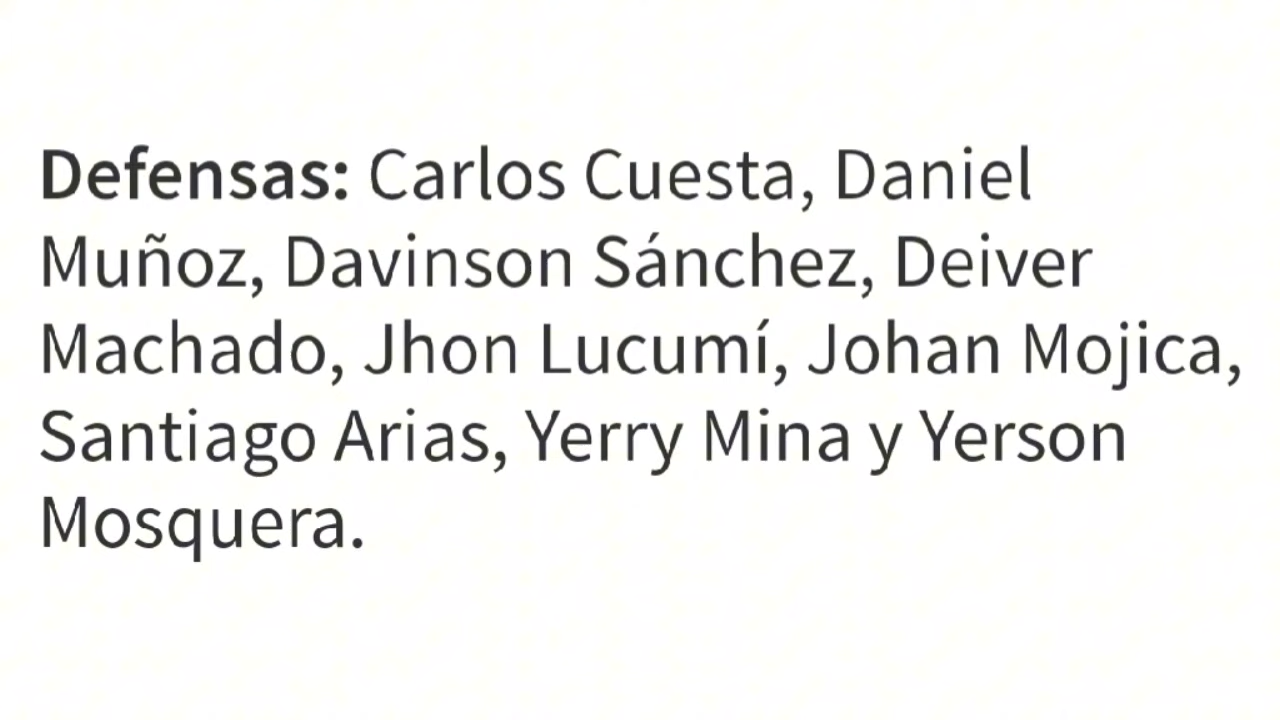 Defensas: Carlos Cuesta, Daniel
Muñoz, Davinson Sánchez, Deiver
Machado, Jhon Lucumí, Johan Mojica,
Santiago Arias, Yerry Mina y Yerson
Mosquera.